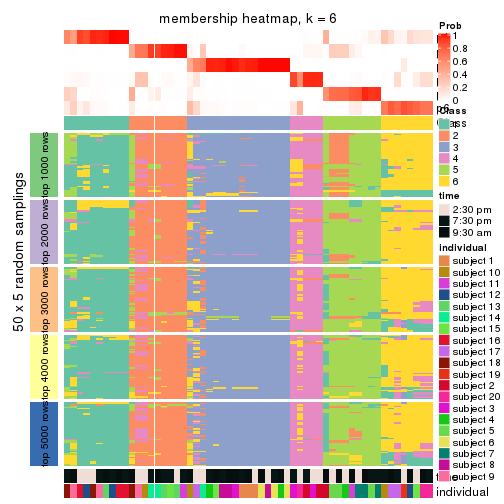 membership heatmap, k = 6
Prob
1
0.8
0.6
0.4
0.2
0
Class
1
2
3
4
5
6
time
2:30 pm
7:30 pm
9:30 am
individual
subject 1
subject 10
subject 11
subject 12
subject 13
subject 14
subject 15
subject 16
subject 17
subject 18
subject 19
subject 2
subject 20
subject 3
subject 4
subject 5
subject 6
subject 7
subject 8
subject 9
50 x 5 random samplings
top 1000 rows
top 2000 rows
top 3000 rows
top 4000 rows
top 5000 rows
individual